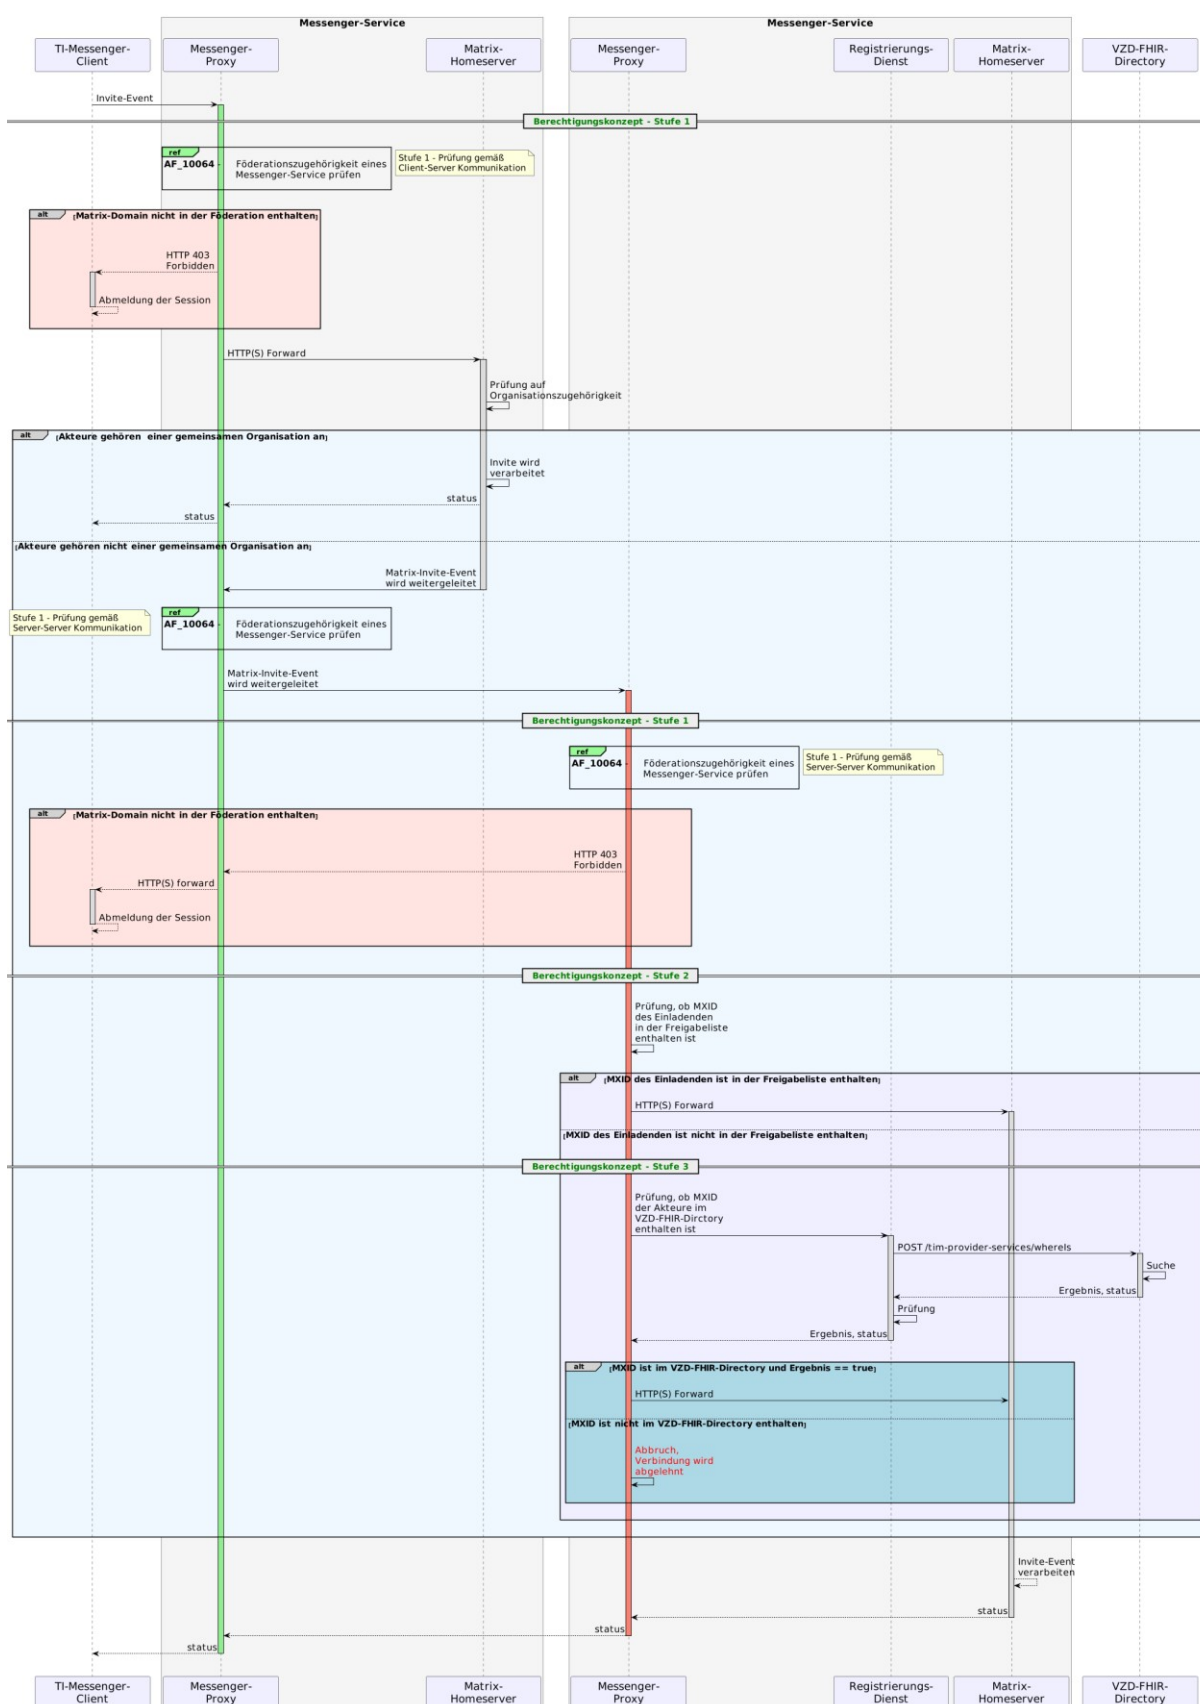 Messenger-Service
Messenger-Service
TI-Messenger-
Client
Messenger-
Proxy
Matrix-
Homeserver
Messenger-
Proxy
Registrierungs-
Dienst
Matrix-
Homeserver
VZD-FHIR-
Directory
Invite-Event
Berechtigungskonzept - Stufe 1
ref
AF_10064 - Föderationszugehörigkeit eines
Messenger-Service prüfen
Stufe 1 - Prüfung gemäß
Client-Server Kommunikation
alt [Matrix-Domain nicht in der Föderation enthalten]
HTTP 403
Forbidden
Abmeldung der Session
HTTP(S) Forward
Prüfung auf
Organisationszugehörigkeit
alt [Akteure gehören  einer gemeinsamen Organisation an]
Invite wird
verarbeitet
status
status
[Akteure gehören nicht einer gemeinsamen Organisation an]
Matrix-Invite-Event
wird weitergeleitet
Stufe 1 - Prüfung gemäß
Server-Server Kommunikation
ref
AF_10064 - Föderationszugehörigkeit eines
Messenger-Service prüfen
Matrix-Invite-Event
wird weitergeleitet
Berechtigungskonzept - Stufe 1
ref
AF_10064 - Föderationszugehörigkeit eines
Messenger-Service prüfen
Stufe 1 - Prüfung gemäß
Server-Server Kommunikation
alt [Matrix-Domain nicht in der Föderation enthalten]
HTTP 403
Forbidden
HTTP(S) forward
Abmeldung der Session
Berechtigungskonzept - Stufe 2
Prüfung, ob MXID
des Einladenden
in der Freigabeliste
enthalten ist
alt [MXID des Einladenden ist in der Freigabeliste enthalten]
HTTP(S) Forward
[MXID des Einladenden ist nicht in der Freigabeliste enthalten]
Berechtigungskonzept - Stufe 3
Prüfung, ob MXID
der Akteure im
VZD-FHIR-Dirctory
enthalten ist
POST /tim-provider-services/whereIs
Suche
Ergebnis, status
Prüfung
Ergebnis, status
alt [MXID ist im VZD-FHIR-Directory und Ergebnis == true]
HTTP(S) Forward
[MXID ist nicht im VZD-FHIR-Directory enthalten]
Abbruch,
Verbindung wird
abgelehnt
Invite-Event
verarbeiten
status
status
status
TI-Messenger-
Client
Messenger-
Proxy
Matrix-
Homeserver
Messenger-
Proxy
Registrierungs-
Dienst
Matrix-
Homeserver
VZD-FHIR-
Directory